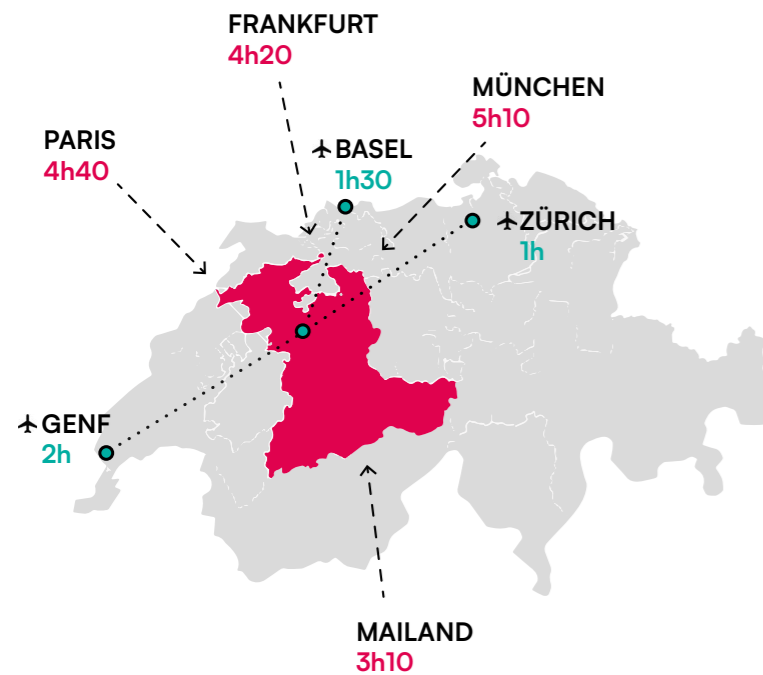 FRANKFURT
4h20
MÜNCHEN
5h10
PARIS
4h40
BASEL
1h30
ZÜRICH
1h
GENF
2h
MAILAND
3h10